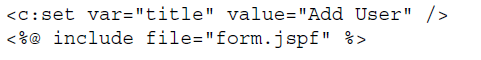 <c:set var="title" value="Add User" />
<%@ include file="form.jspf" %>